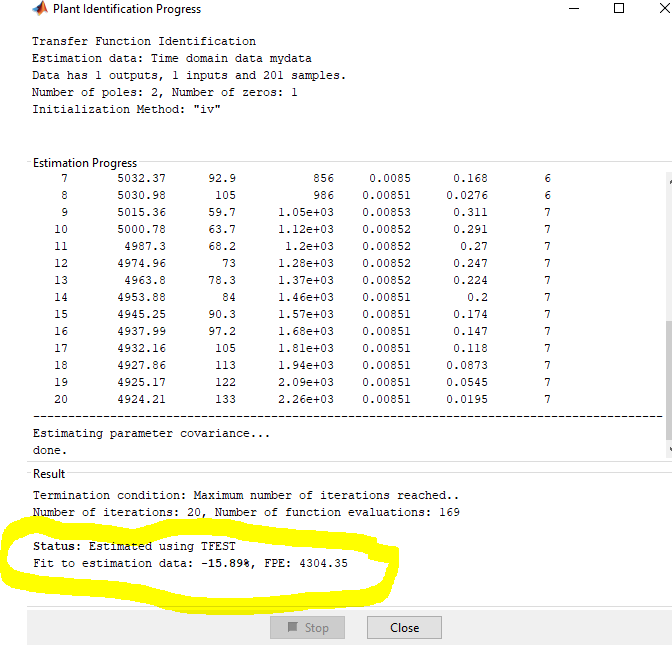 Plant Identification Progress
Transfer Function Identification
Estimation data: Time domain data mydata
Data has 1 outputs, 1 inputs and 201 samples.
Number of poles: 2, Number of zeros: 1
Initialization Method: "iv"
Estimation Progress
7 5032.37 92.9 856 0.0085 0.168 6
8 5030.98 105 986 0.00851 0.0276 6
9 5015.36 59.7 1.05e+03 0.00853 0.311 7
10 5000.78 63.7 1.12e+03 0.00852 0.291 7
11 4987.3 68.2 1.2e+03 0.00852 0.27 7
12 4974.96 73 1.28e+03 0.00852 0.247 7
13 4963.8 78.3 1.37e+03 0.00852 0.224 7
14 4953.88 84 1.46e+03 0.00851 0.2 7
15 4945.25 90.3 1.57e+03 0.00851 0.174 7
16 4937.99 97.2 1.68e+03 0.00851 0.147 7
17 4932.16 105 1.81e+03 0.00851 0.118 7
18 4927.86 113 1.94e+03 0.00851 0.0873 7
19 4925.17 122 2.09e+03 0.00851 0.0545 7
20 4924.21 133 2.26e+03 0.00851 0.0195 7
------------------------------------------------------------------------------------------
Estimating parameter covariance...
done.
Result
Termination condition: Maximum number of iterations reached..
Number of iterations: 20, Number of function evaluations: 169
Status: Estimated using TFEST
Fit to estimation data: -15.89%, FPE: 4304.35
Stop Close